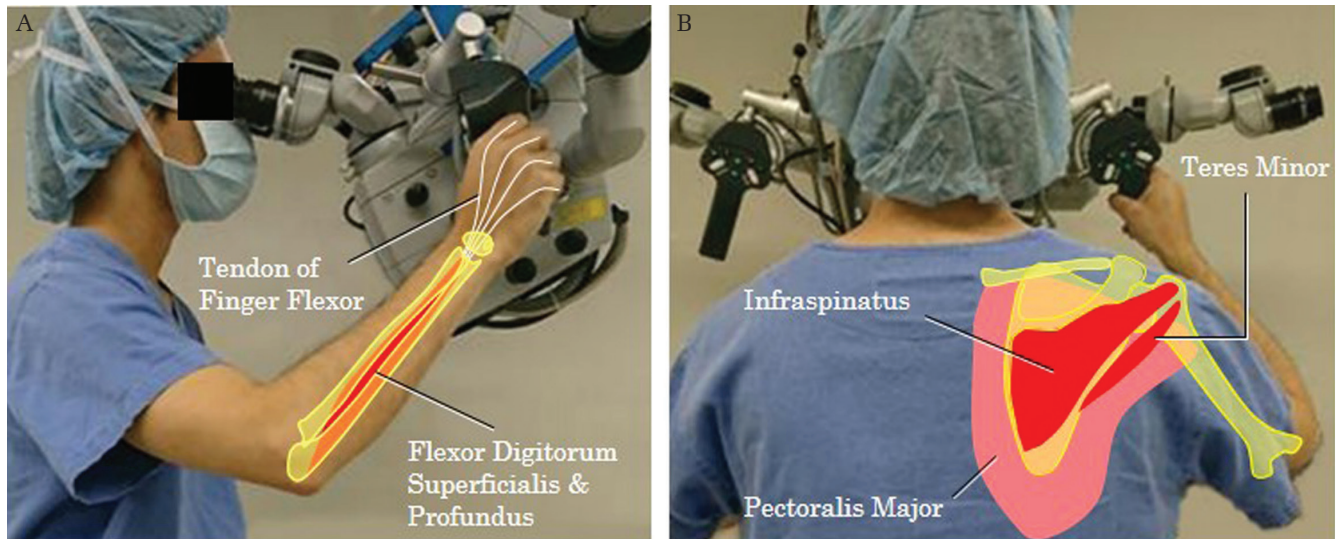 A
Tendon of
Finger Flexor
Flexor Digitorum
Superficialis &
Profundus
B
Teres Minor
Infraspinatus
Pectoralis Major